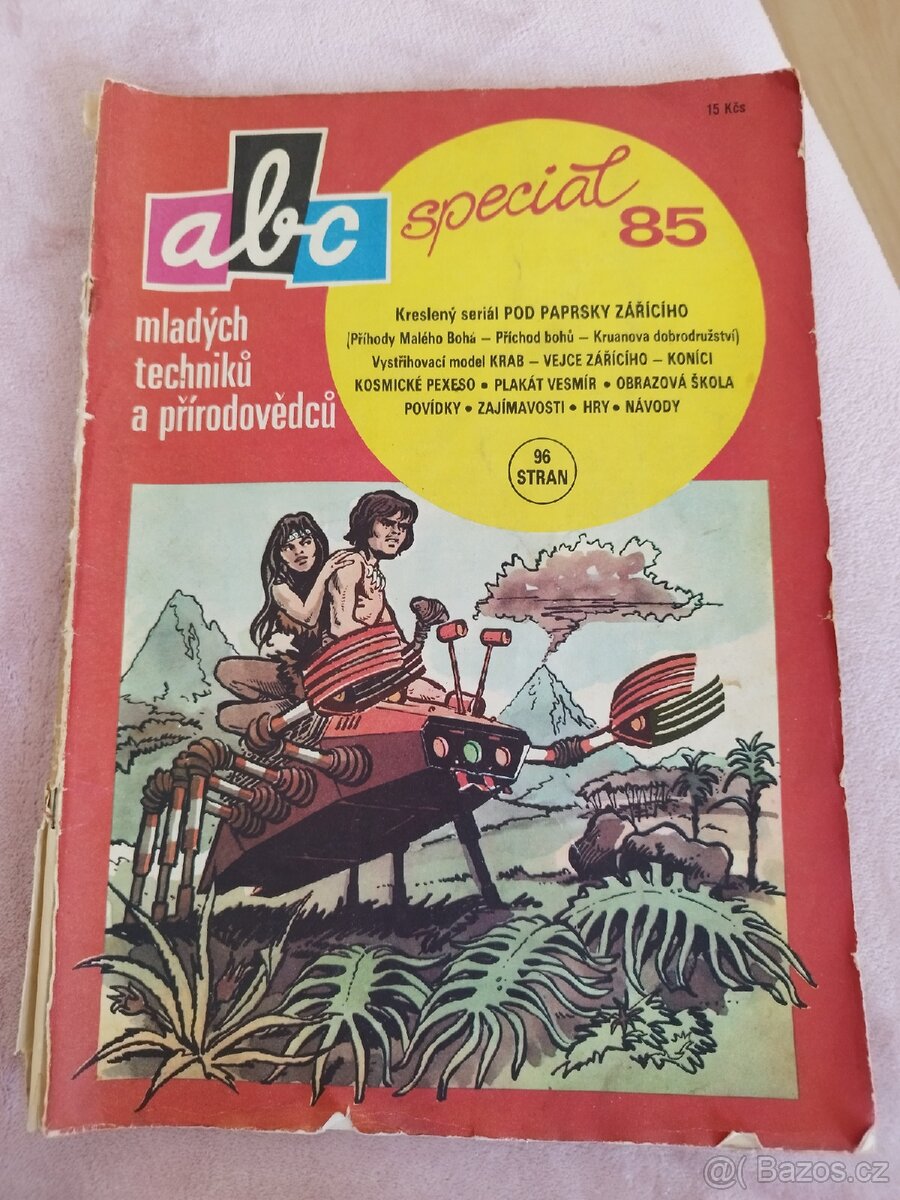 15 Kčs
abc
speciál
85
mladých
techniků
a přírodovědců
Kreslený seriál POD PAPRSKY ZÁŘÍCÍHO
(Příhody Malého Boha – Příchod bohů – Kruanova dobrodružství)
Vystřihovací model KRAB – VEJCE ZÁŘÍCÍHO – KONÍCI
KOSMICKÉ PEXESO • PLAKÁT VESMÍR • OBRAZOVÁ ŠKOLA
POVÍDKY • ZAJÍMAVOSTI • HRY • NÁVODY
96
STRAN
@( Bazos.cz